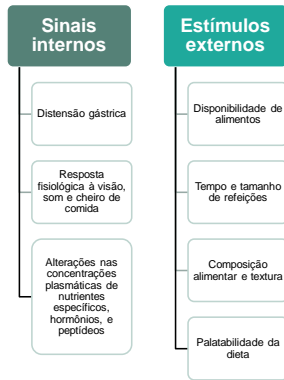 Sinais
internos
Distensão gástrica
Resposta
fisiológica à visão,
som e cheiro de
comida
Alterações nas
concentrações
plasmáticas de
nutrientes
específicos,
hormônios, e
peptídeos
Estímulos
externos
Disponibilidade de
alimentos
Tempo e tamanho
de refeições
Composição
alimentar e textura
Palatabilidade da
dieta